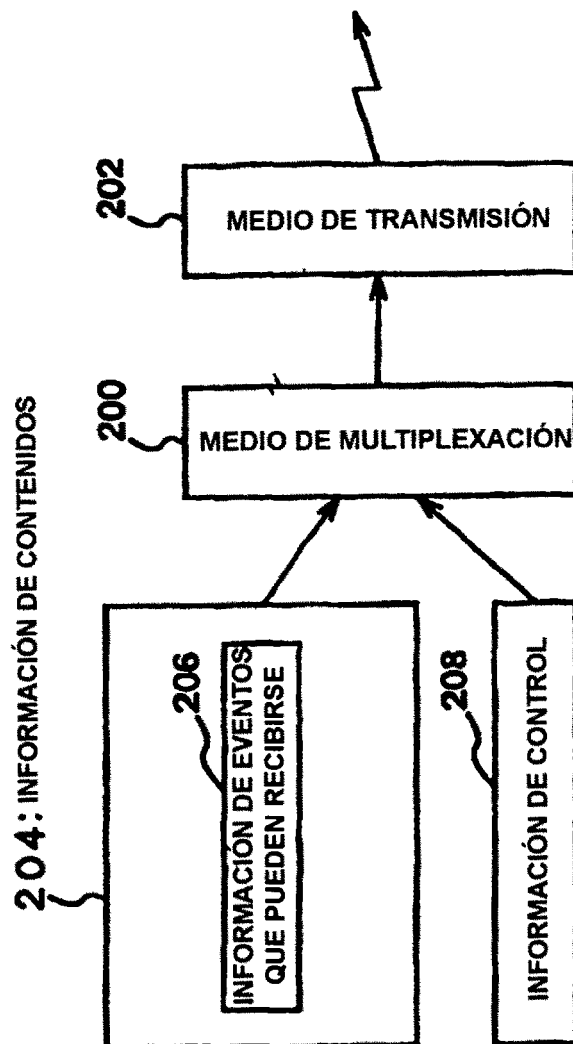 204: INFORMACIÓN DE CONTENIDOS
206
INFORMACIÓN DE EVENTOS
QUE PUEDEN RECIBIRSE
208
INFORMACIÓN DE CONTROL
200
MEDIO DE MULTIPLEXACIÓN
202
MEDIO DE TRANSMISIÓN